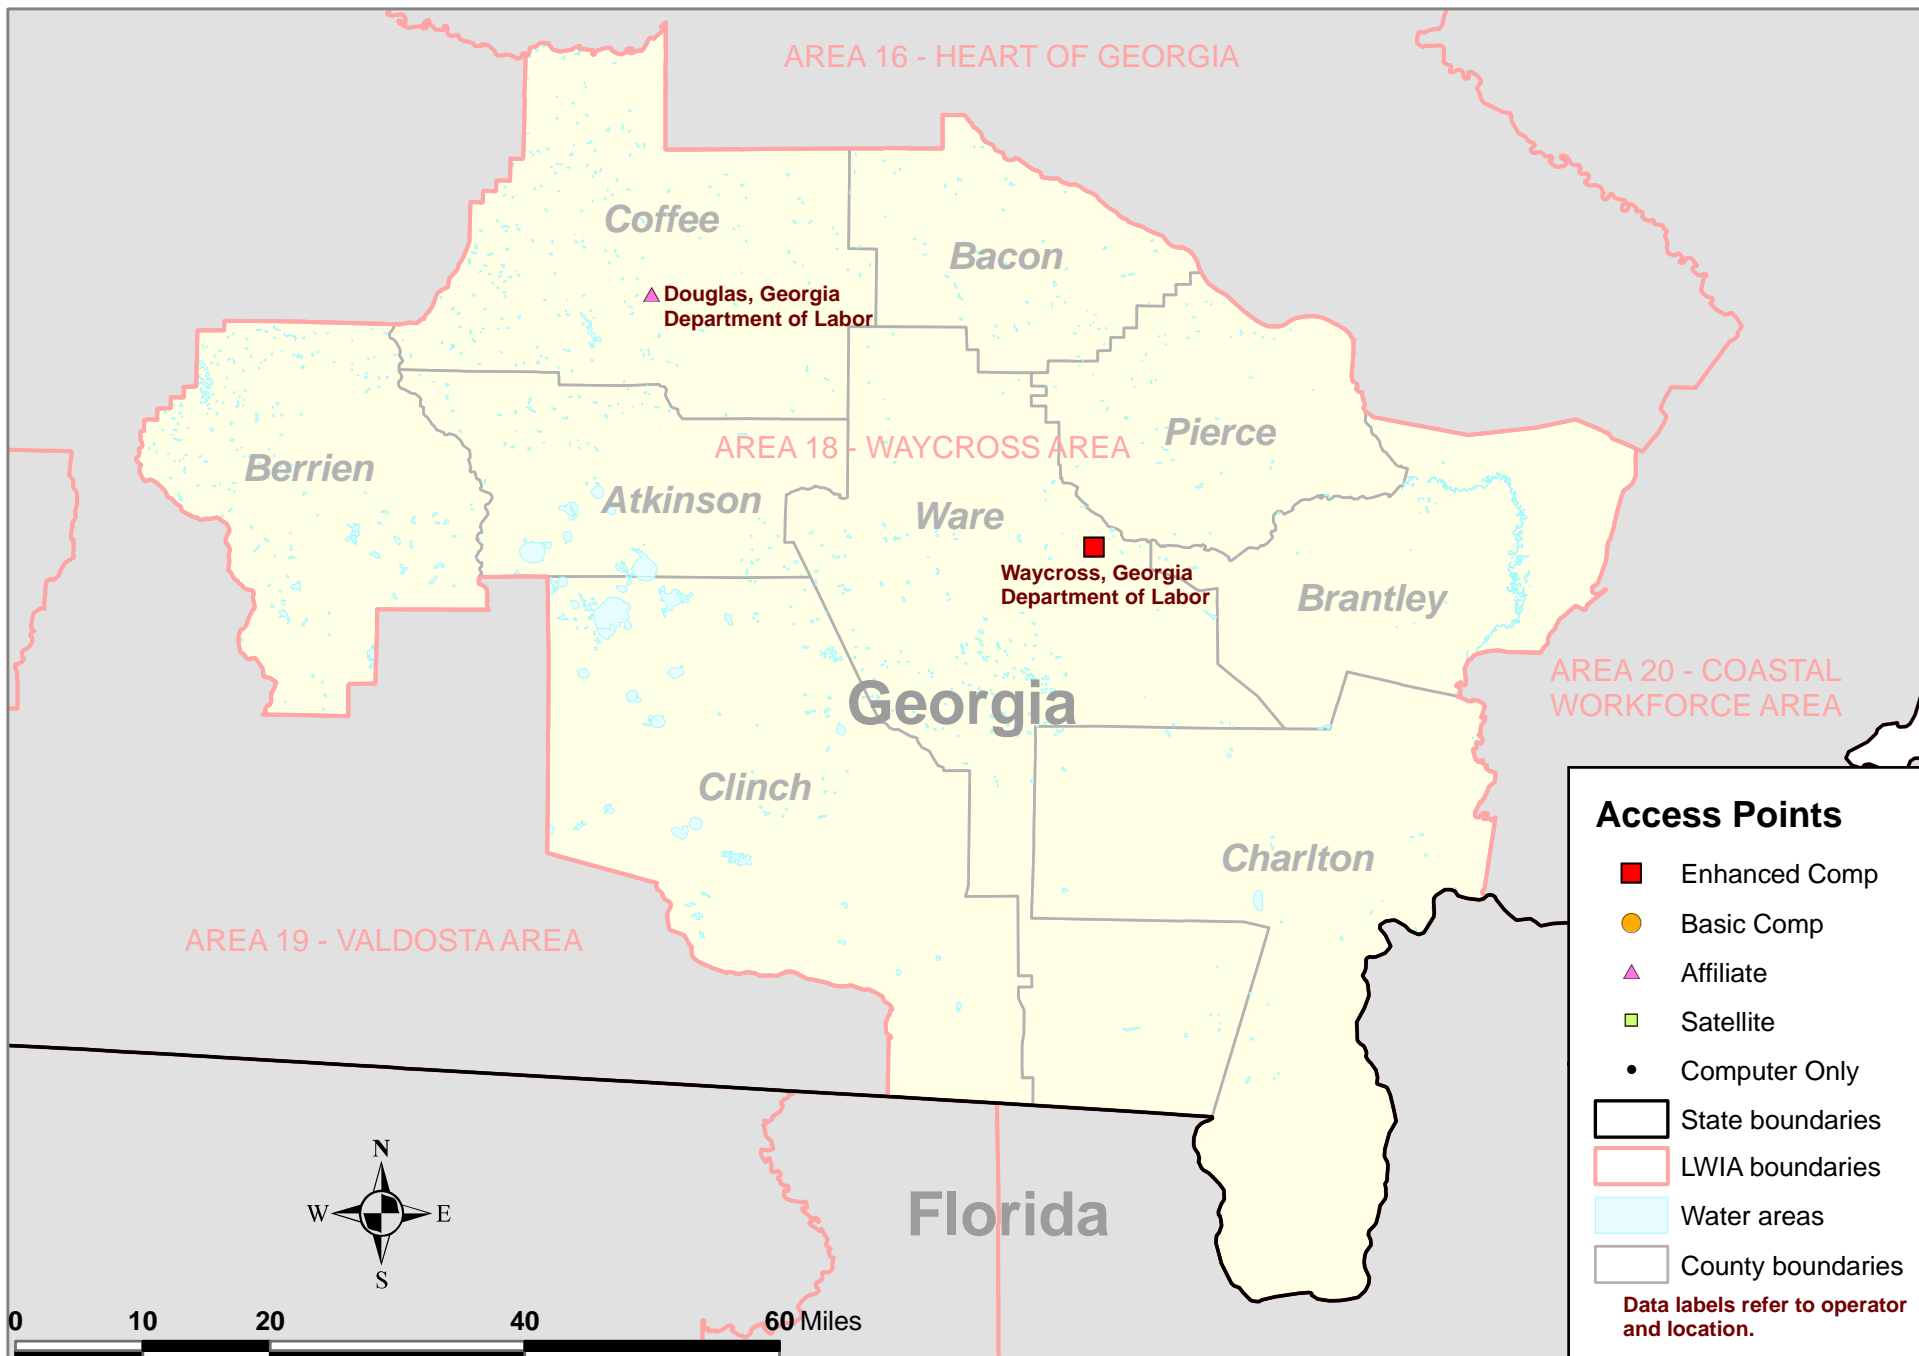 AREA 16 - HEART OF GEORGIA
Coffee
Bacon
Douglas, Georgia
Department of Labor
Pierce
AREA 18 - WAYCROSS AREA
Berrien
Atkinson
Ware
Waycross, Georgia
Department of Labor
Brantley
AREA 20 - COASTAL
WORKFORCE AREA
Georgia
Clinch
Charlton
AREA 19 - VALDOSTA AREA
Florida
N
W
E
S
0 10 20 40 60 Miles
Access Points
Enhanced Comp
Basic Comp
Affiliate
Satellite
Computer Only
State boundaries
LWIA boundaries
Water areas
County boundaries
Data labels refer to operator
and location.